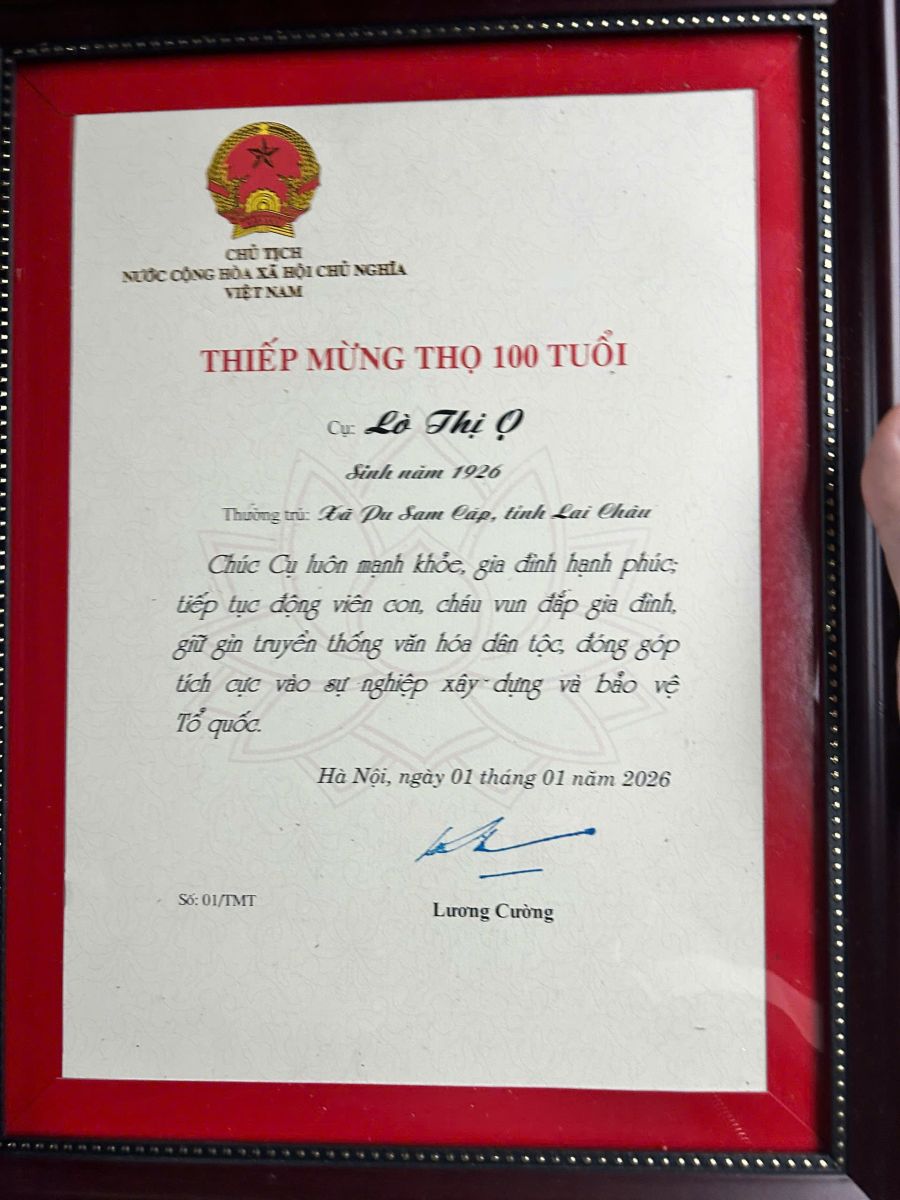 CHỦ TỊCH
NƯỚC CỘNG HÒA XÃ HỘI CHỦ NGHĨA
VIỆT NAM
THIẾP MỪNG THỌ 100 TUỔI
Cụ: Lò Thị Ọ
Sinh năm 1926
Thường trú: Xã Pu Sam Cáp, tỉnh Lai Châu
Chúc Cụ luôn mạnh khỏe, gia đình hạnh phúc;
tiếp tục động viên con, cháu vun đắp gia đình,
giữ gìn truyền thống văn hóa dân tộc, đóng góp
tích cực vào sự nghiệp xây dựng và bảo vệ
Tổ quốc.
Hà Nội, ngày 01 tháng 01 năm 2026
Số: 01/TMT
Lương Cường